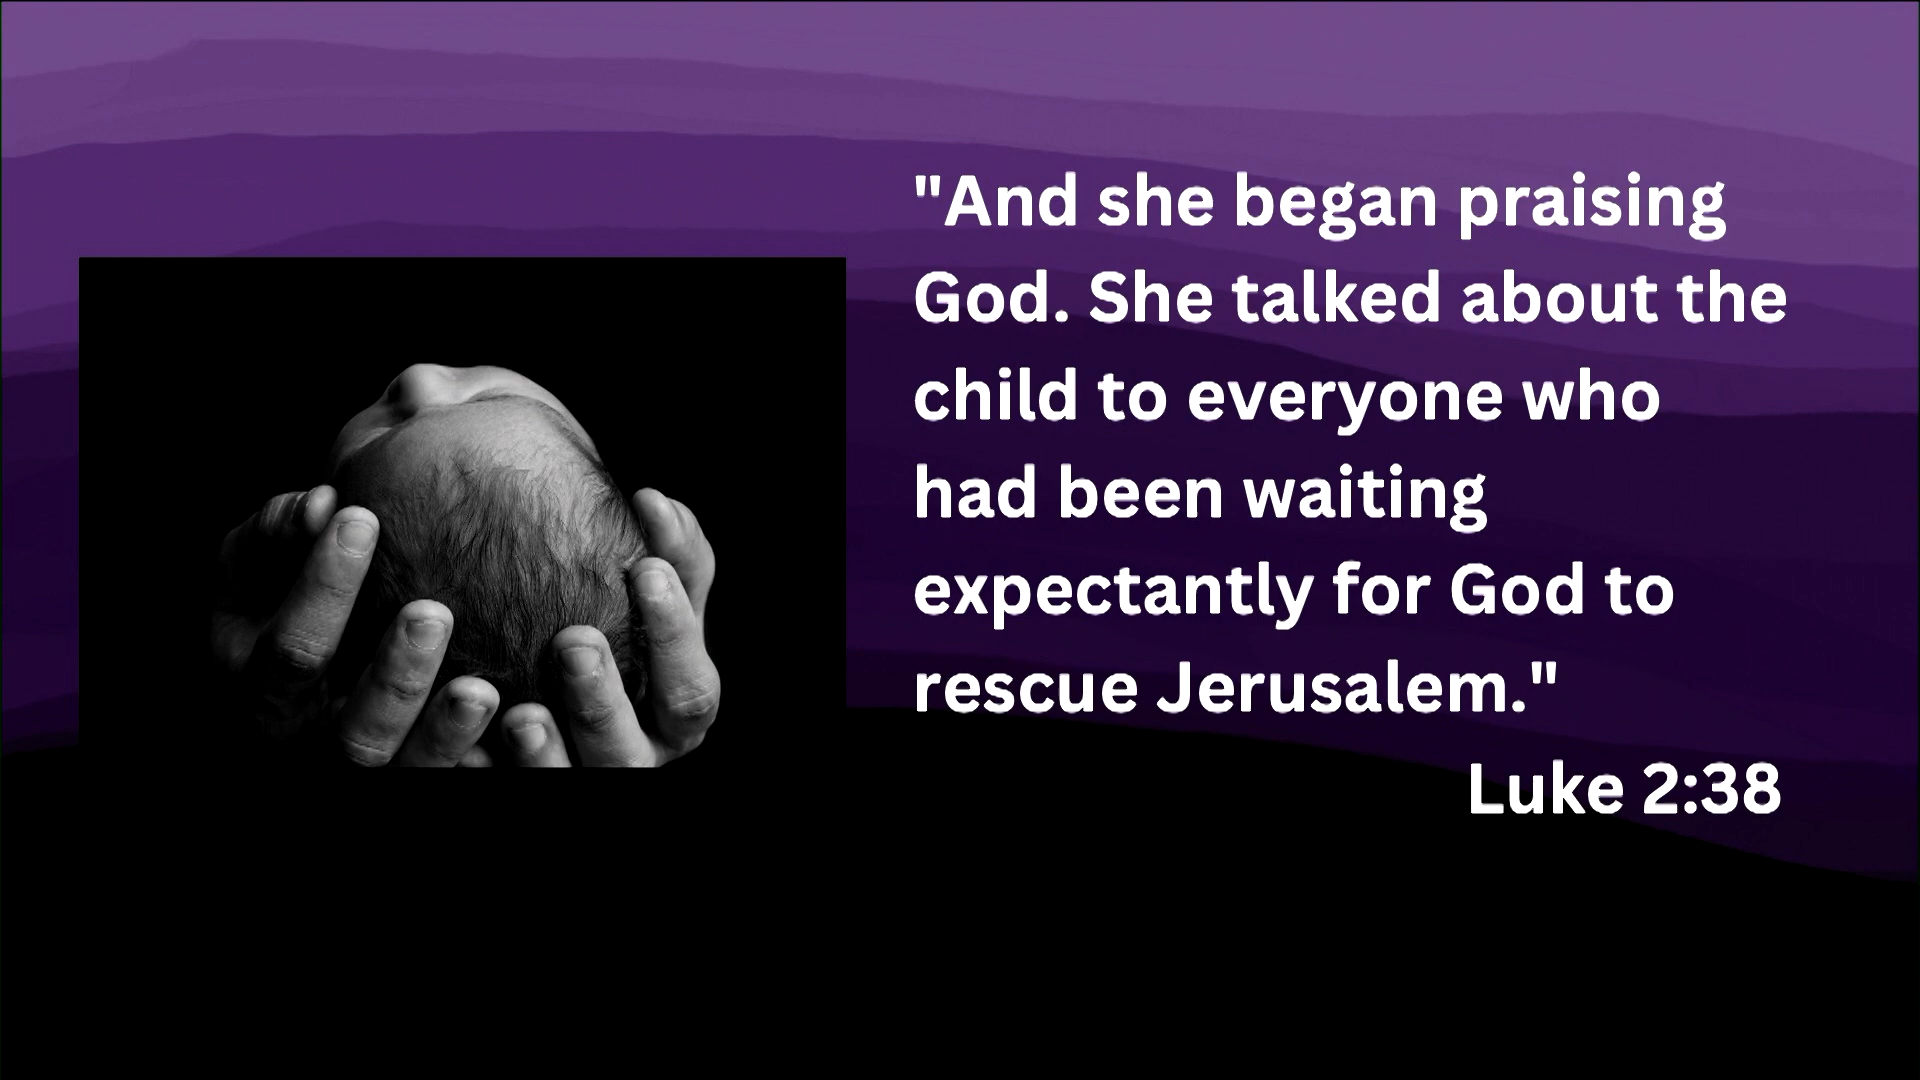 "And she began praising
God. She talked about the
child to everyone who
had been waiting
expectantly for God to
rescue Jerusalem."
Luke 2:38